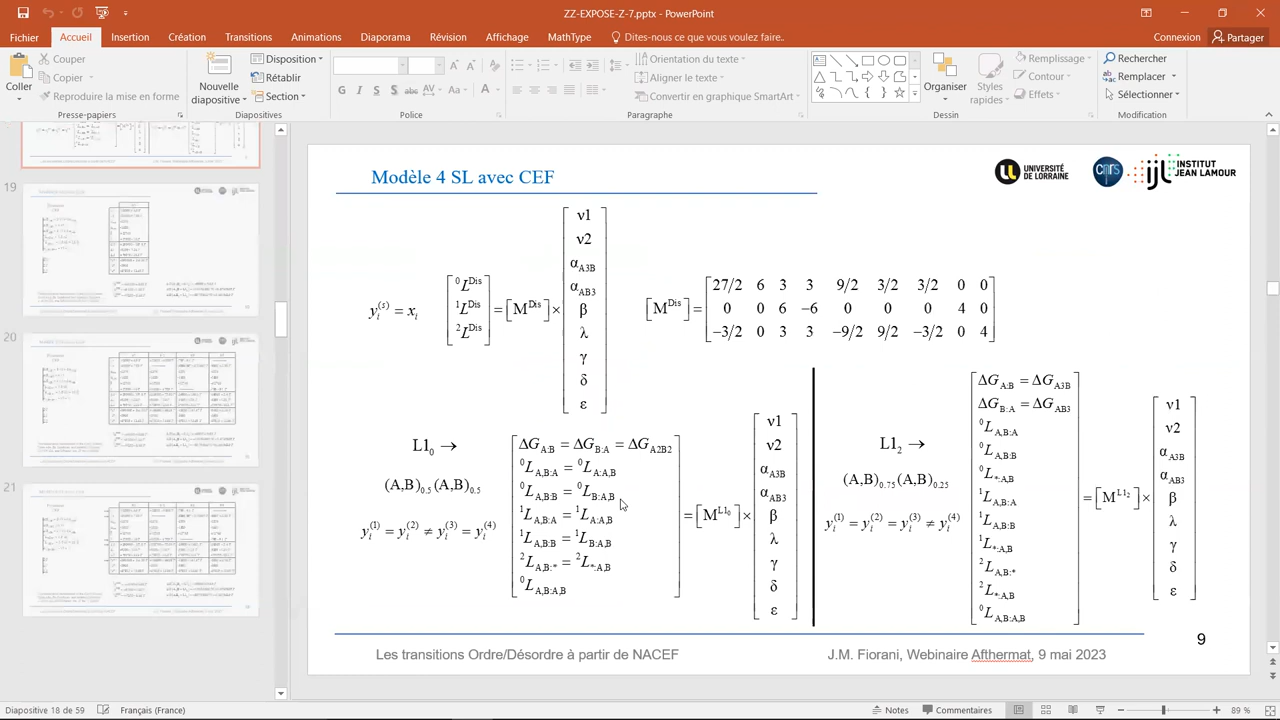 ZZ-EXPOSE-Z-7.pptx - PowerPoint
Fichier Accueil Insertion Création Transitions Animations Diaporama Révision Affichage MathType Dites-nous ce que vous voulez faire.. Connexion Partager
Coller
Couper
Copier
Reproduire la mise en forme
Presse-papiers
Nouvelle diapositive
Disposition
Rétablir
Section
Diapositives
G I S S abc AV Aa A
Police
Orientation du texte
Aligner le texte
Convertir en graphique SmartArt
Paragraphe
Organiser
Styles rapides
Remplissage
Contour
Effets
Dessin
Rechercher
Remplacer
Sélectionner
Modification
19
20
21
Modèle 4 SL avec CEF
UNIVERSITÉ DE LORRAINE
cnrs
ijl INSTITUT JEAN LAMOUR
y_i^(s) = x_i
[⁰L^Dis
¹L^Dis
²L^Dis] = [M^Dis] ×
[ν1
ν2
α_A3B
α_AB3
β
λ
γ
δ
ε]
[M^Dis] =
[27/2 6 3 3 -9/2 -3/2 -3/2 0 0
0 0 6 −6 0 0 0 4 0
−3/2 0 3 3 −9/2 9/2 −3/2 0 4]
L1₀ →
(A,B)0.5 (A,B)0.5
y_i^(1) = y_i^(2) ≠ y_i^(3) = y_i^(4)
ΔG_A:B = ΔG_B:A = ΔG_A2B2
⁰L_A,B:A = ⁰L_A:A,B
⁰L_A,B:B = ⁰L_B:A,B
¹L_A,B:A = ¹L_A:A,B
¹L_A,B:B = ¹L_B:A,B
²L_A,B:* = ²L_*:A,B
⁰L_A,B:A,B
= [M^L1₀] ×
[ν1
ν2
α_A3B
α_AB3
β
λ
γ
δ
ε]
L1₂ →
(A,B)0.75 (A,B)0.25
ΔG_A:B = ΔG_A3B
ΔG_B:A = ΔG_AB3
⁰L_A,B:A
⁰L_A,B:B
⁰L_*:A,B
¹L_A,B:A
¹L_A,B:B
¹L_*:A,B
²L_A,B:*
²L_*:A,B
⁰L_A,B:A,B
= [M^L1₂] ×
[ν1
ν2
α_A3B
α_AB3
β
λ
γ
δ
ε]
Les transitions Ordre/Désordre à partir de NACEF
J.M. Fiorani, Webinaire Afthermat, 9 mai 2023
9
Diapositive 18 de 59 Français (France) Notes Commentaires 89 %